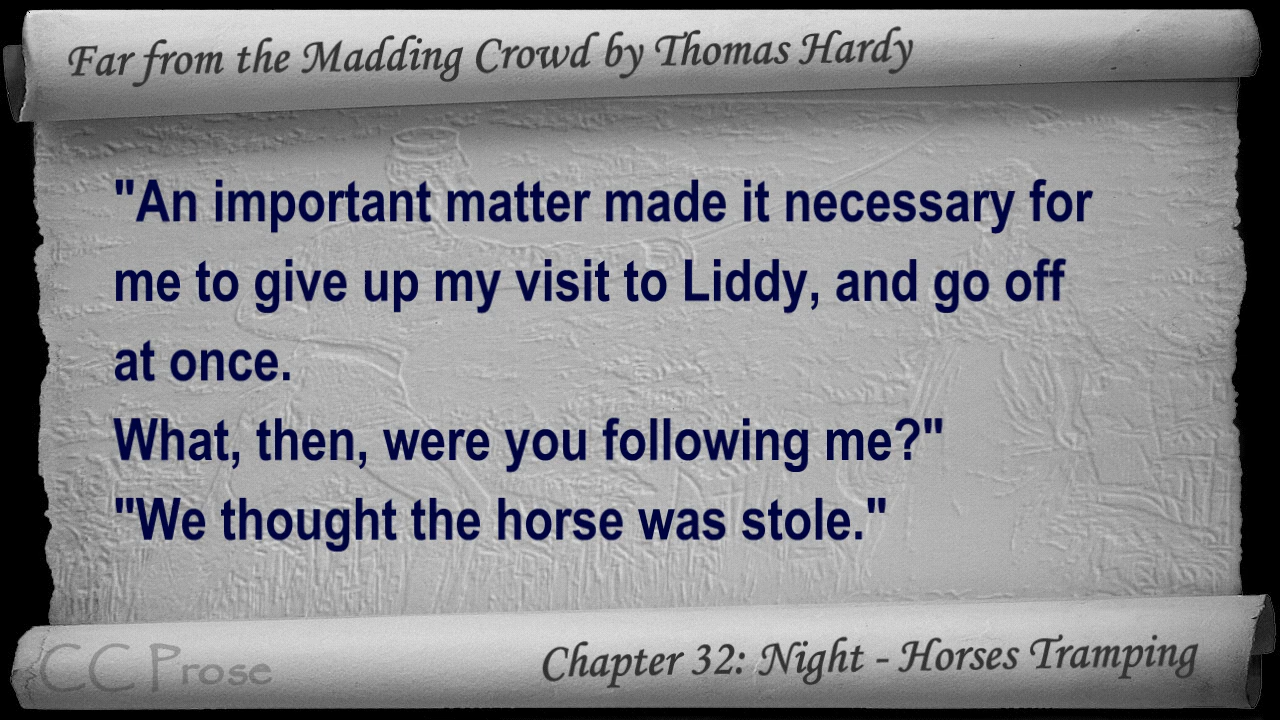 Far from the Madding Crowd by Thomas Hardy
"An important matter made it necessary for
me to give up my visit to Liddy, and go off
at once.
What, then, were you following me?"
"We thought the horse was stole."
CC Prose
Chapter 32: Night - Horses Tramping